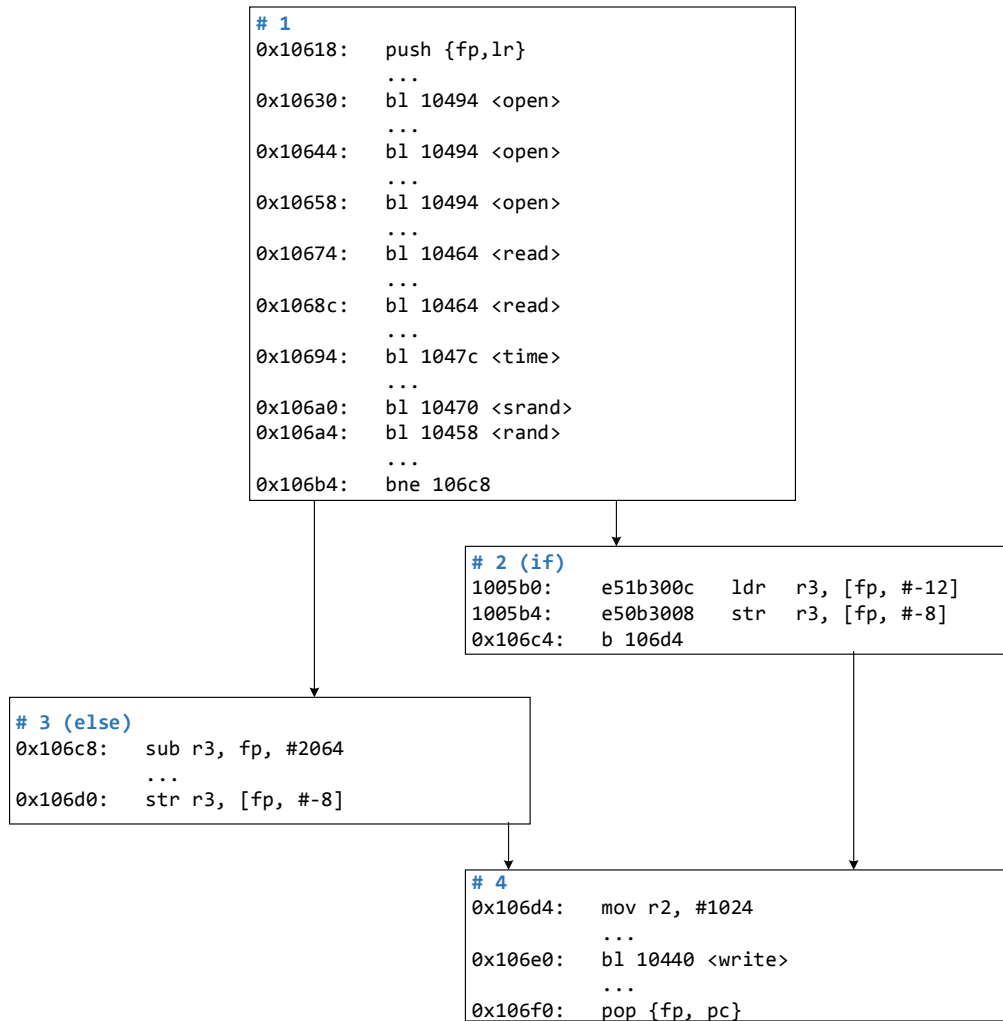 # 1
0x10618: push {fp,lr}
...
0x10630: bl 10494 <open>
...
0x10644: bl 10494 <open>
...
0x10658: bl 10494 <open>
...
0x10674: bl 10464 <read>
...
0x1068c: bl 10464 <read>
...
0x10694: bl 1047c <time>
...
0x106a0: bl 10470 <srand>
0x106a4: bl 10458 <rand>
...
0x106b4: bne 106c8
# 2 (if)
1005b0: e51b300c ldr r3, [fp, #-12]
1005b4: e50b3008 str r3, [fp, #-8]
0x106c4: b 106d4
# 3 (else)
0x106c8: sub r3, fp, #2064
...
0x106d0: str r3, [fp, #-8]
# 4
0x106d4: mov r2, #1024
...
0x106e0: bl 10440 <write>
...
0x106f0: pop {fp, pc}